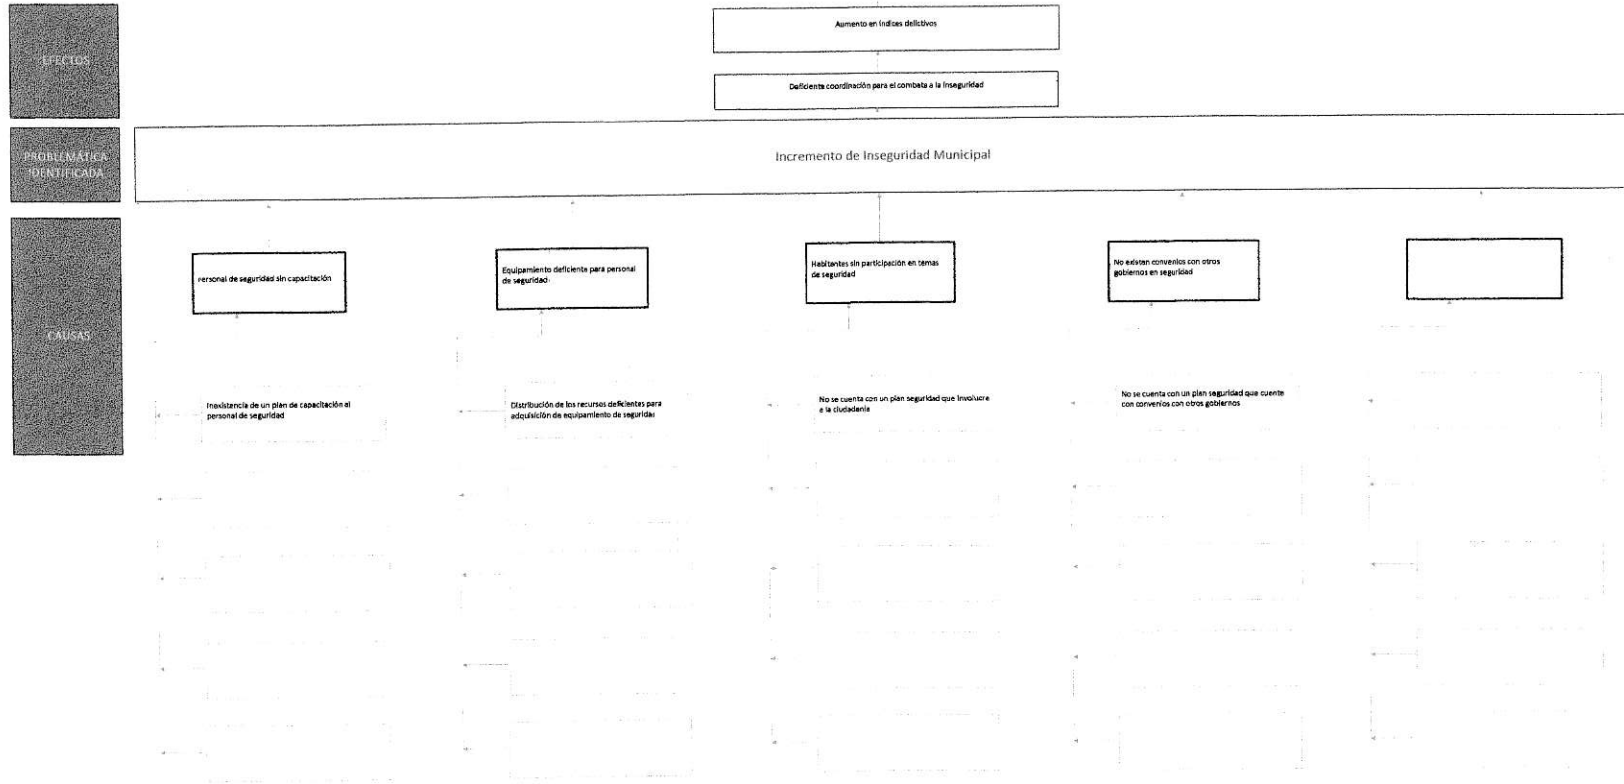 Aumento en índices delictivos
EFECTOS
Deficiente coordinación para el combate a la inseguridad
PROBLEMÁTICA
IDENTIFICADA
Incremento de Inseguridad Municipal
CAUSAS
Personal de seguridad sin capacitación
Equipamiento deficiente para personal
de seguridad
Habitantes sin participación en temas
de seguridad
No existen convenios con otros
gobiernos en seguridad
Inexistencia de un plan de capacitación al
personal de seguridad
Distribución de los recursos deficientes para
adquisición de equipamiento de seguridad
No se cuenta con un plan seguridad que involucre
a la ciudadanía
No se cuenta con un plan seguridad que cuente
con convenios con otros gobiernos